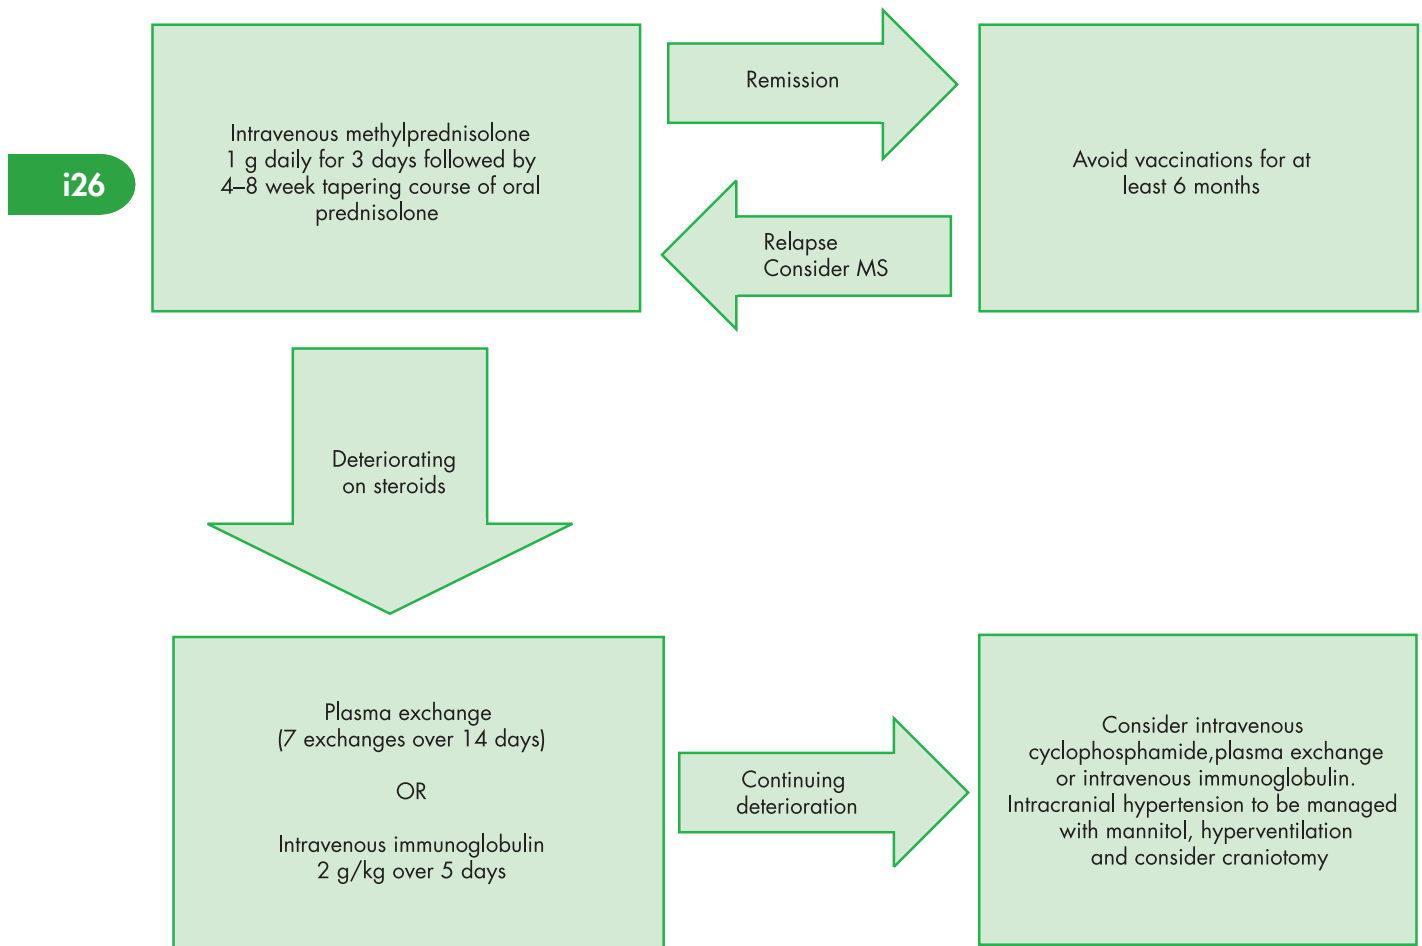 i26
Intravenous methylprednisolone
1 g daily for 3 days followed by
4–8 week tapering course of oral
prednisolone
Remission
Avoid vaccinations for at
least 6 months
Relapse
Consider MS
Deteriorating
on steroids
Plasma exchange
(7 exchanges over 14 days)
OR
Intravenous immunoglobulin
2 g/kg over 5 days
Continuing
deterioration
Consider intravenous
cyclophosphamide,plasma exchange
or intravenous immunoglobulin.
Intracranial hypertension to be managed
with mannitol, hyperventilation
and consider craniotomy